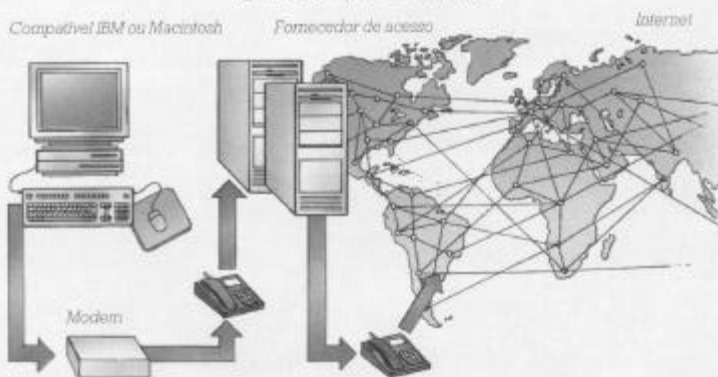 Compatível IBM ou Macintosh
Fornecedor de acesso
Internet
Modem